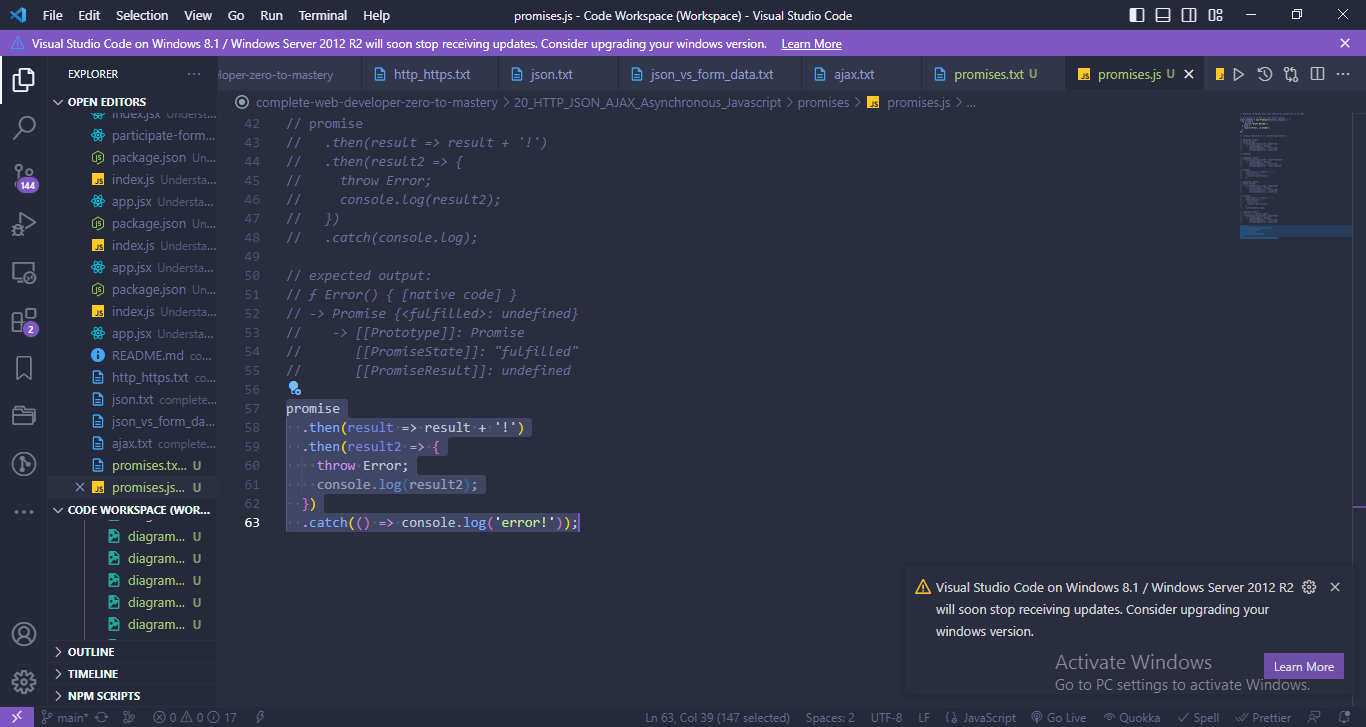 File Edit Selection View Go Run Terminal Help promises.js - Code Workspace (Workspace) - Visual Studio Code
Visual Studio Code on Windows 8.1 / Windows Server 2012 R2 will soon stop receiving updates. Consider upgrading your windows version. Learn More
EXPLORER ...
eloper-zero-to-mastery http_https.txt json.txt json_vs_form_data.txt ajax.txt promises.txt U promises.js U
complete-web-developer-zero-to-mastery > 20_HTTP_JSON_AJAX_Asynchronous_Javascript > promises > promises.js > ...
OPEN EDITORS
index.jsx Understa...
participate-form...
package.json Un...
index.js Understa...
app.jsx Understa...
package.json Un...
index.js Understa...
app.jsx Understa...
package.json Un...
index.js Understa...
app.jsx Understa...
README.md co...
http_https.txt co...
json.txt complete...
json_vs_form_da...
ajax.txt complete...
promises.tx... U
promises.js... U
CODE WORKSPACE (WOR...
diagram...
diagram... U
diagram... U
diagram... U
diagram... U
diagram... U
OUTLINE
TIMELINE
NPM SCRIPTS
144
2
42 // promise
43 //   .then(result => result + '!')
44 //   .then(result2 => {
45 //     throw Error;
46 //     console.log(result2);
47 //   })
48 //   .catch(console.log);
49
50 // expected output:
51 // ƒ Error() { [native code] }
52 // -> Promise {<fulfilled>: undefined}
53 //    -> [[Prototype]]: Promise
54 //       [[PromiseState]]: "fulfilled"
55 //       [[PromiseResult]]: undefined
56
57 promise
58   .then(result => result + '!')
59   .then(result2 => {
60     throw Error;
61     console.log(result2);
62   })
63   .catch(() => console.log('error!'));
Visual Studio Code on Windows 8.1 / Windows Server 2012 R2
will soon stop receiving updates. Consider upgrading your
windows version.
Learn More
Activate Windows
Go to PC settings to activate Windows.
main* 0 0 17 Ln 63, Col 39 (147 selected) Spaces: 2 UTF-8 LF {} JavaScript Go Live Quokka Spell Prettier